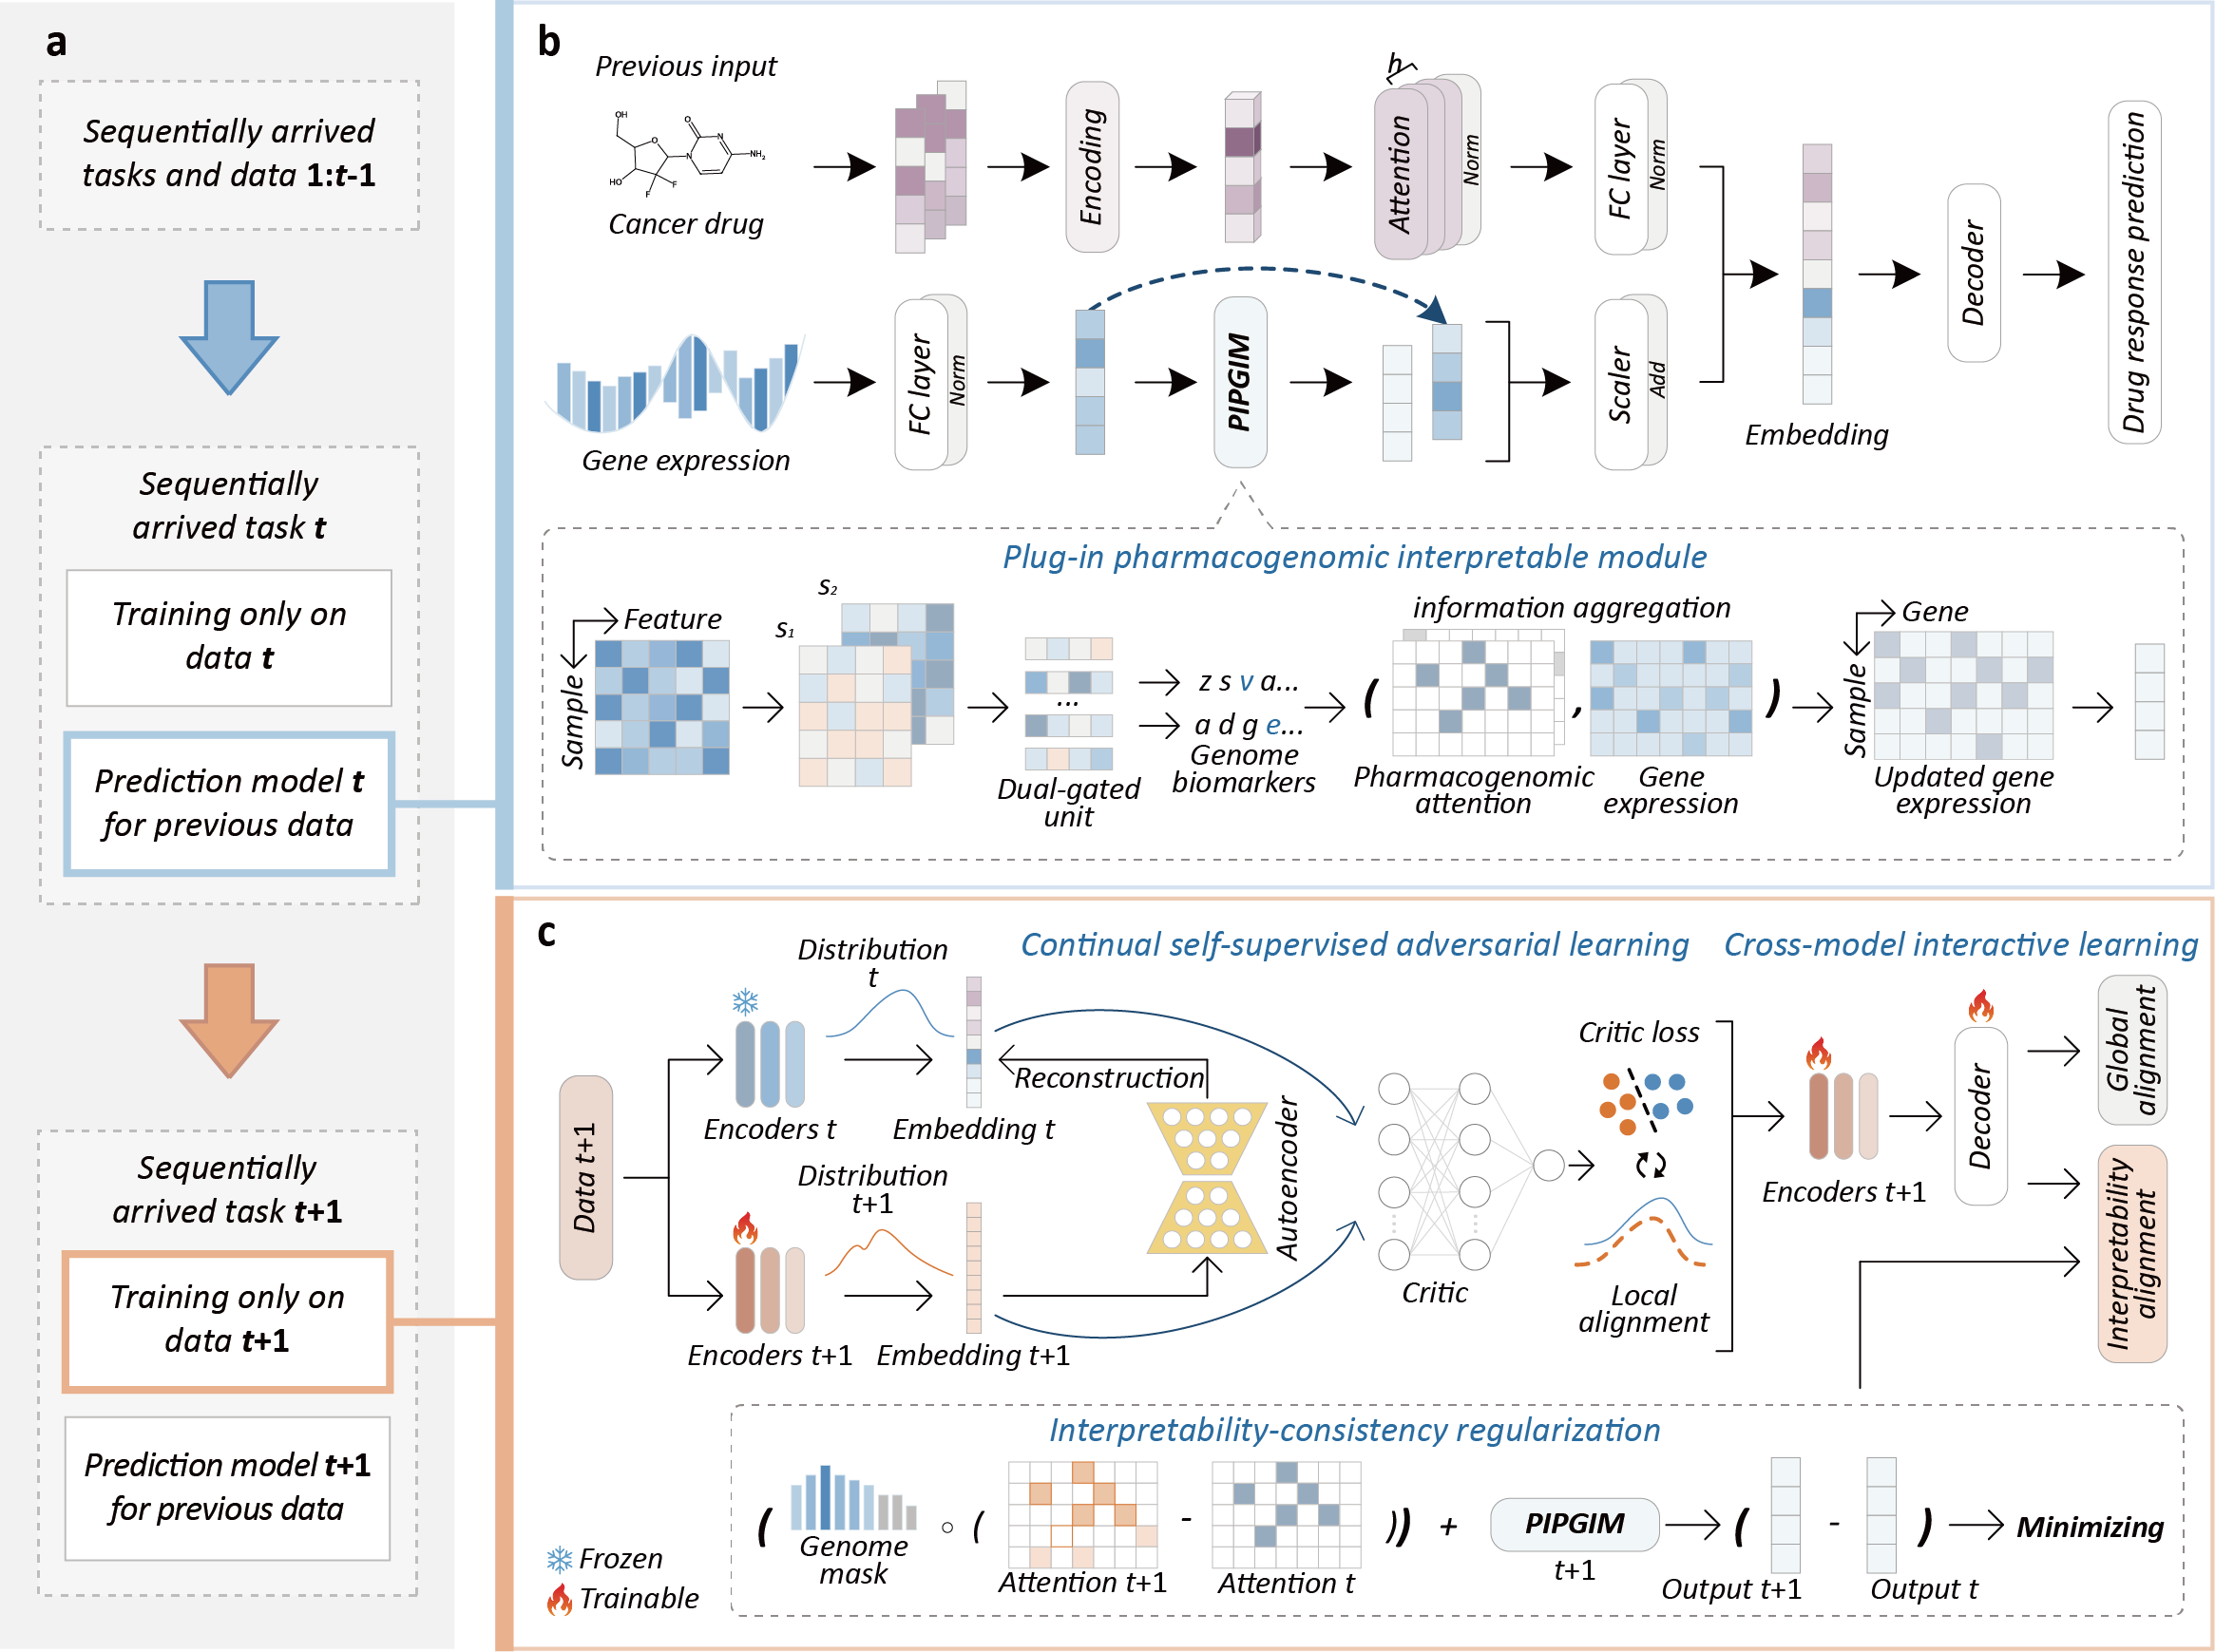 a
Sequentially arrived
tasks and data 1:t-1
Sequentially
arrived task t
Training only on
data t
Prediction model t
for previous data
Sequentially
arrived task t+1
Training only on
data t+1
Prediction model t+1
for previous data
b
Previous input
OH
O
O
N
N
NH₂
HO
F
F
Cancer drug
Encoding
h
Attention
Norm
FC layer
Norm
Gene expression
FC layer
Norm
PIPGIM
Scaler
Add
Embedding
Decoder
Drug response prediction
Plug-in pharmacogenomic interpretable module
Feature
Sample
s₁
s₂
...
Dual-gated
unit
z s v a...
a d g e...
Genome
biomarkers
information aggregation
( , )
Pharmacogenomic
attention
Gene
expression
Gene
Sample
Updated gene
expression
c
Continual self-supervised adversarial learning
Cross-model interactive learning
Data t+1
Distribution
t
Encoders t
Embedding t
Reconstruction
Distribution
t+1
Encoders t+1
Embedding t+1
Autoencoder
Critic
Critic loss
Local
alignment
Encoders t+1
Decoder
Global
alignment
Interpretability
alignment
Interpretability-consistency regularization
( ∘ ( - )) + PIPGIM ( - ) Minimizing
Genome
mask
Attention t+1
Attention t
t+1
Output t+1
Output t
Frozen
Trainable